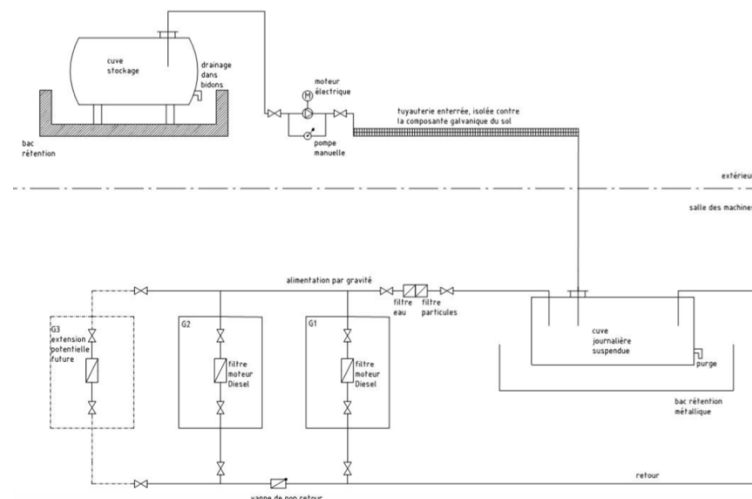 cuve
stockage
drainage
dans
bidons
bac
rétention
moteur
électrique
M
pompe
manuelle
tuyauterie enterrée, isolée contre
la composante galvanique du sol
extérieur
salle des machines
alimentation par gravité
filtre
eau
filtre
particules
G3
extension
potentielle
future
G2
filtre
moteur
Diesel
G1
filtre
moteur
Diesel
cuve
journalière
suspendue
purge
bac rétention
métallique
retour
vanne de non retour